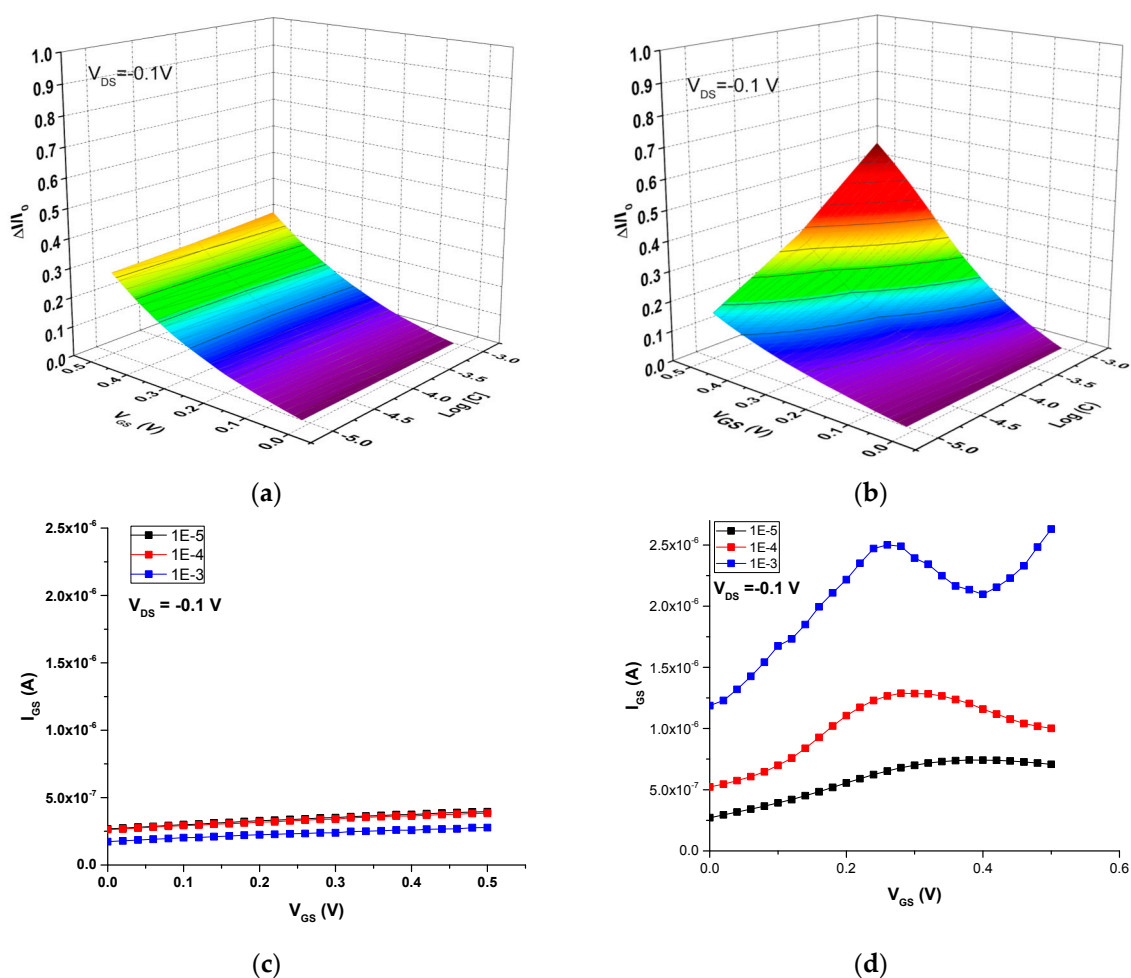 V_DS=-0.1V
1.0
0.9
0.8
0.7
0.6
0.5
0.4
0.3
0.2
0.1
0.0
ΔI/I_0
0.5
0.4
0.3
0.2
0.1
0.0
V_GS (V)
-5.0
-4.5
-4.0
-3.5
-3.0
Log [C]
(a)
V_DS=-0.1 V
1.0
0.9
0.8
0.7
0.6
0.5
0.4
0.3
0.2
0.1
0.0
ΔI/I_0
0.5
0.4
0.3
0.2
0.1
0.0
VGS (V)
-5.0
-4.5
-4.0
-3.5
-3.0
Log [C]
(b)
1E-5
1E-4
1E-3
V_DS = -0.1 V
2.5x10^-6
2.0x10^-6
1.5x10^-6
1.0x10^-6
5.0x10^-7
0.0
I_GS (A)
0.0 0.1 0.2 0.3 0.4 0.5
V_GS (V)
(c)
1E-5
1E-4
1E-3
V_DS = -0.1 V
2.5x10^-6
2.0x10^-6
1.5x10^-6
1.0x10^-6
5.0x10^-7
0.0
I_GS (A)
0.0 0.2 0.4 0.6
V_GS (V)
(d)